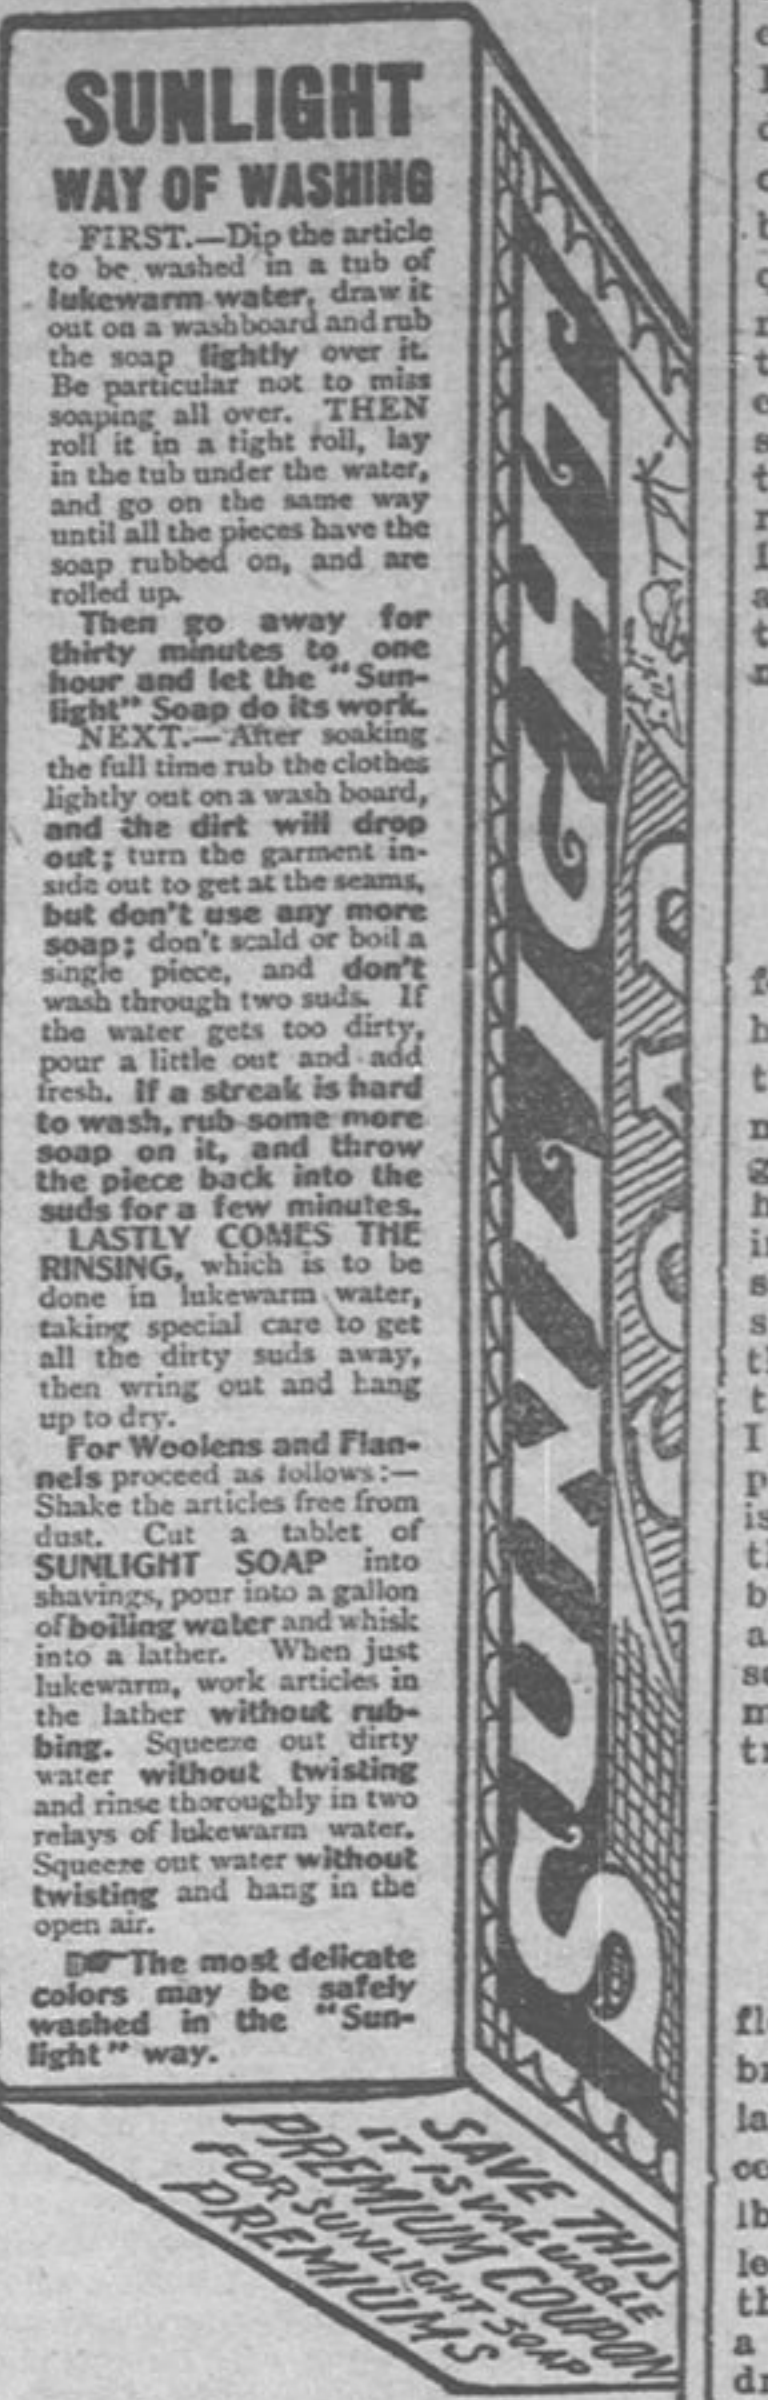 SUNLIGHT
WAY OF WASHING
FIRST.—Dip the article
to be washed in a tub of
lukewarm water, draw it
out on a washboard and rub
the soap lightly over it.
Be particular not to miss
soaping all over. THEN
roll it in a tight roll, lay
in the tub under the water,
and go on the same way
until all the pieces have the
soap rubbed on, and are
rolled up.
Then go away for
thirty minutes to one
hour and let the "Sun-
light" Soap do its work.
NEXT.—After soaking
the full time rub the clothes
lightly out on a wash board,
and the dirt will drop
out; turn the garment in-
side out to get at the seams,
but don't use any more
soap; don't scald or boil a
single piece, and don't
wash through two suds. If
the water gets too dirty,
pour a little out and add
fresh. If a streak is hard
to wash, rub some more
soap on it, and throw
the piece back into the
suds for a few minutes.
LASTLY COMES THE
RINSING, which is to be
done in lukewarm water,
taking special care to get
all the dirty suds away,
then wring out and hang
up to dry.
For Woolens and Flan-
nels proceed as follows:—
Shake the articles free from
dust. Cut a tablet of
SUNLIGHT SOAP into
shavings, pour into a gallon
of boiling water and whisk
into a lather. When just
lukewarm, work articles in
the lather without rub-
bing. Squeeze out dirty
water without twisting
and rinse thoroughly in two
relays of lukewarm water.
Squeeze out water without
twisting and hang in the
open air.
☞ The most delicate
colors may be safely
washed in the "Sun-
light" way.
SUNLIGHT
SOAP
SAVE THIS
IT IS VALUABLE
PREMIUM COUPON
FOR SUNLIGHT SOAP
PREMIUMS